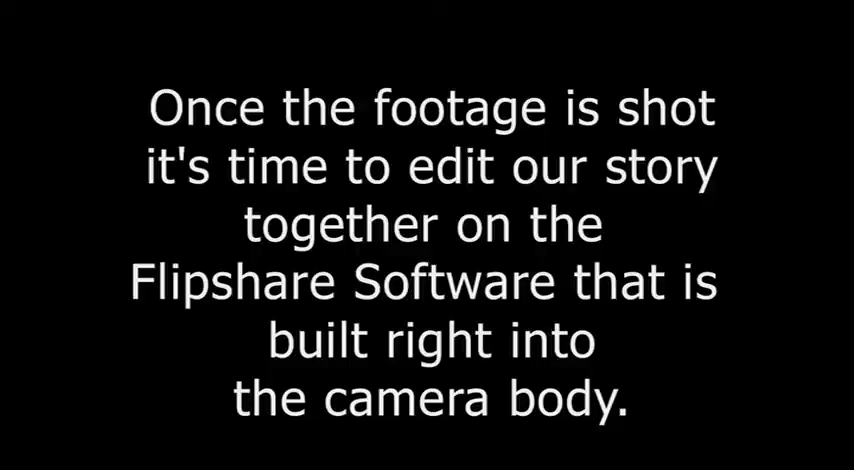 Once the footage is shot
it's time to edit our story
together on the
Flipshare Software that is
built right into
the camera body.